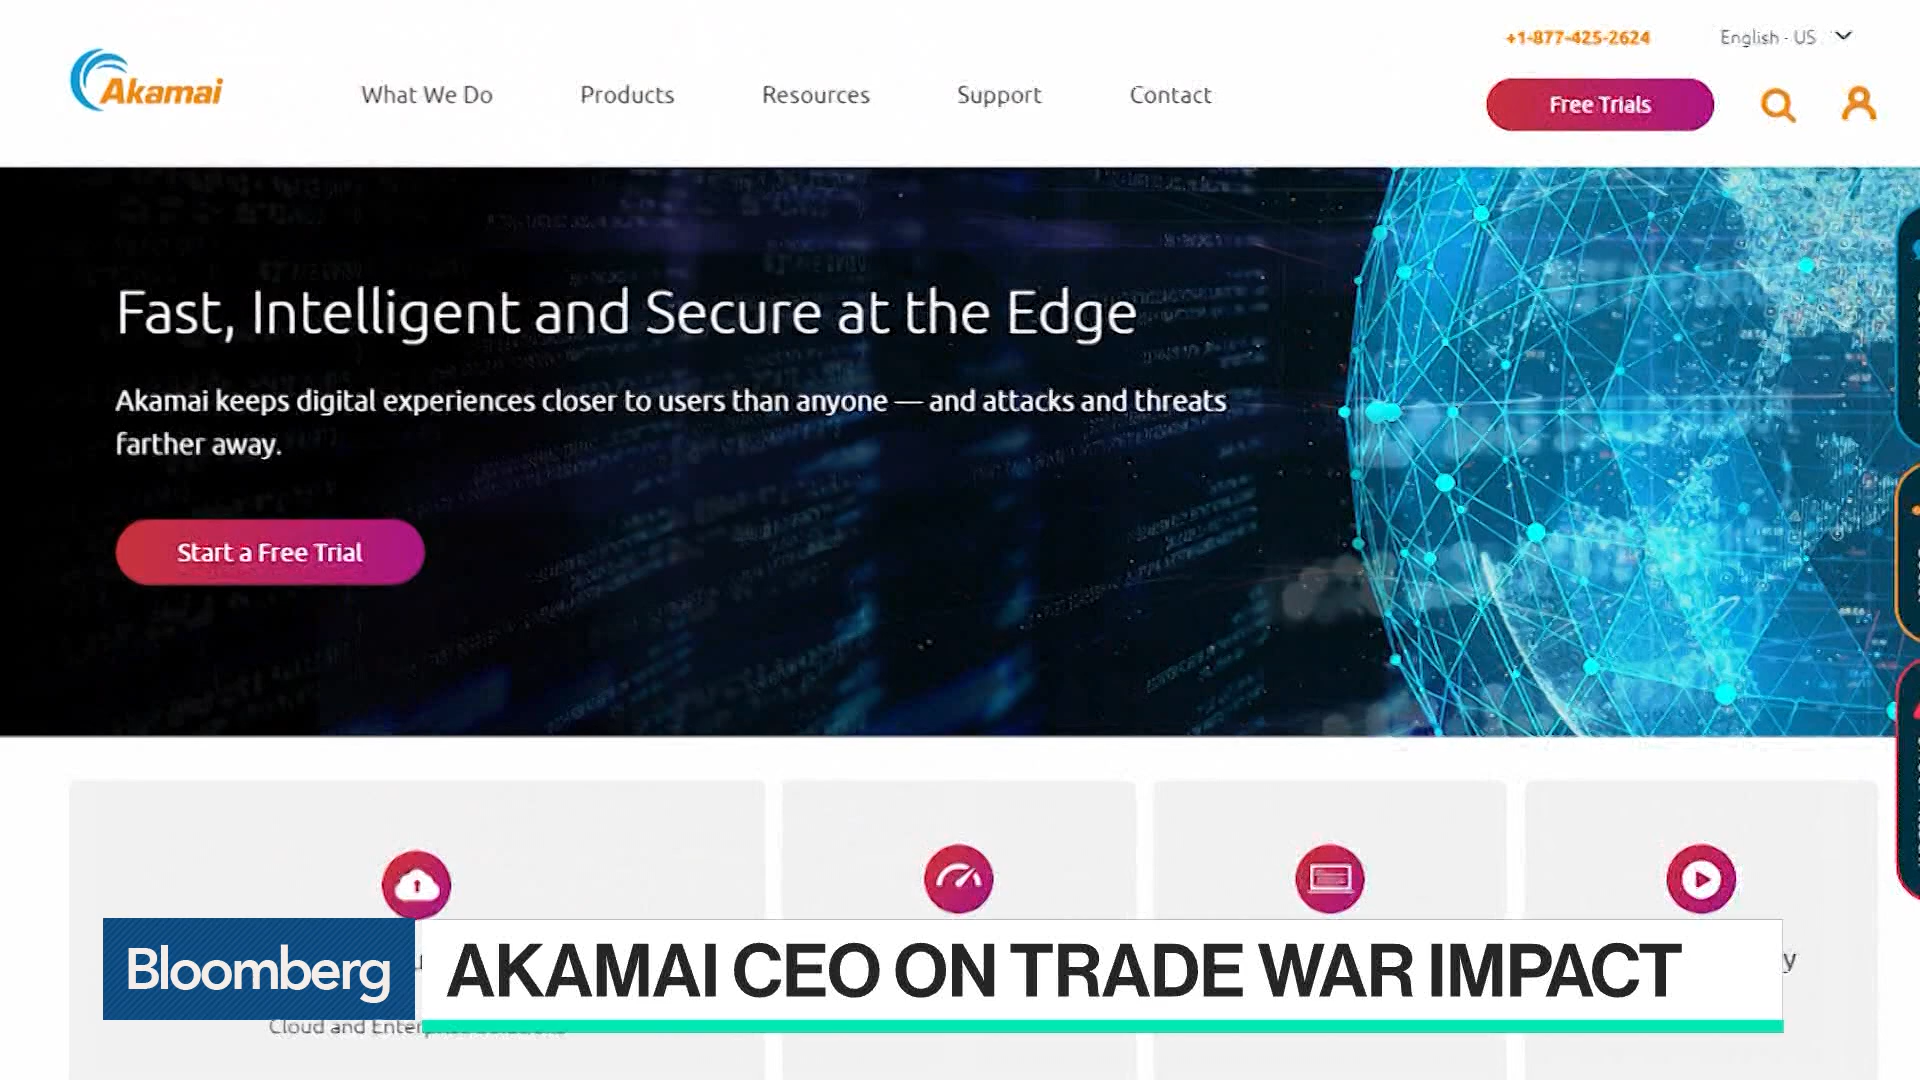 +1-877-425-2624
English - US
Akamai
What We Do
Products
Resources
Support
Contact
Free Trials
Fast, Intelligent and Secure at the Edge
Akamai keeps digital experiences closer to users than anyone — and attacks and threats
farther away.
Start a Free Trial
Bloomberg
AKAMAI CEO ON TRADE WAR IMPACT
Cloud and